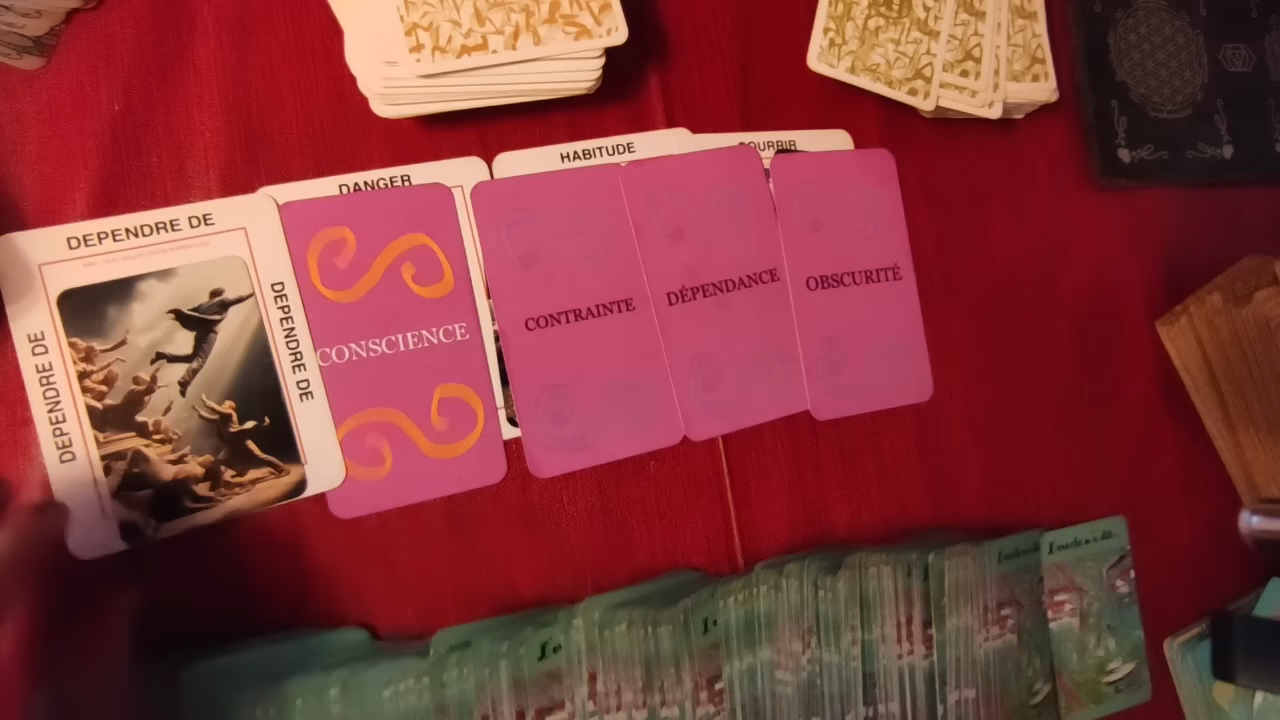 DEPENDRE DE
DEPENDRE DE
DEPENDRE DE
DANGER
CONSCIENCE
HABITUDE
CONTRAINTE
DÉPENDANCE
OBSCURITÉ